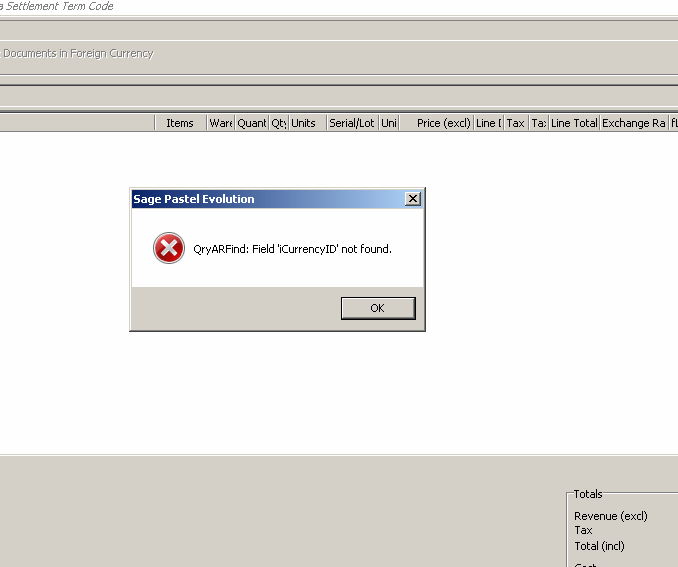 a Settlement Term Code
Documents in Foreign Currency
Items Ware Quant Qty Units Serial/Lot Uni Price (excl) Line D Tax Tax Line Total Exchange Ra fL
Sage Pastel Evolution
QryARFind: Field 'iCurrencyID' not found.
OK
Totals
Revenue (excl)
Tax
Total (incl)
Cost